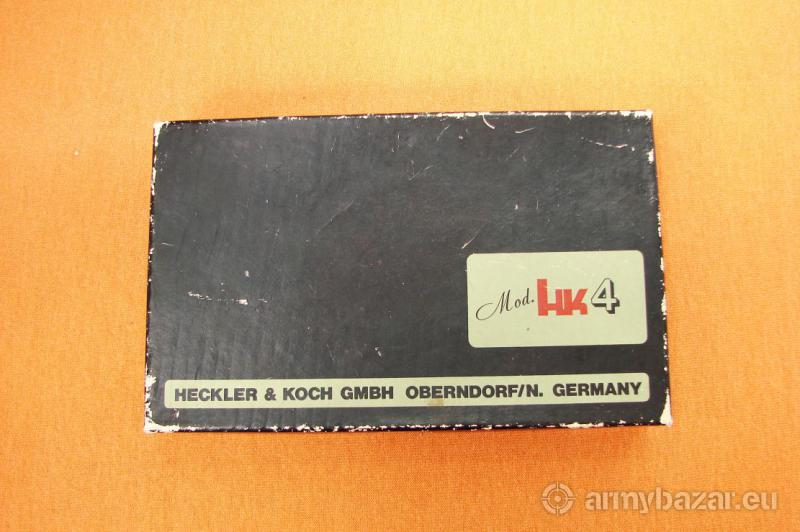 Mod. HK4
HECKLER & KOCH GMBH OBERNDORF/N. GERMANY
armybazar.eu